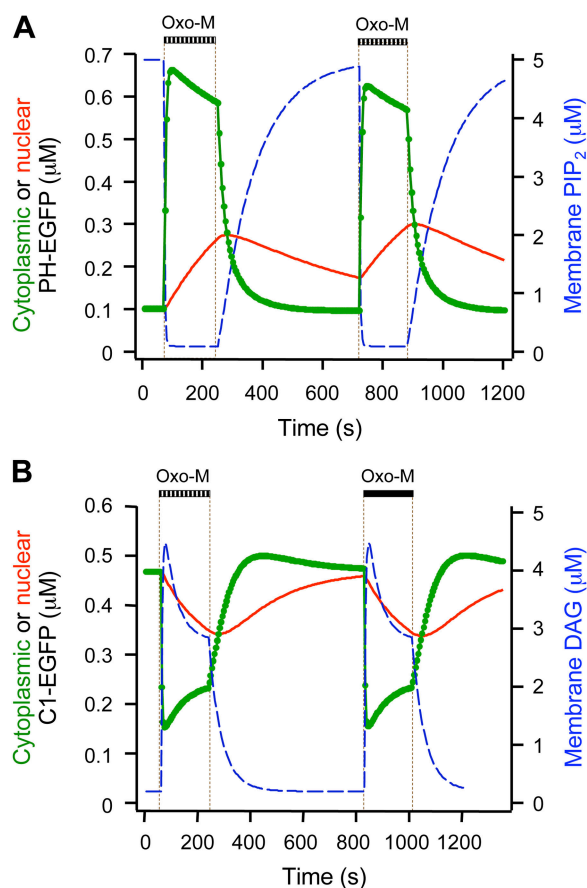 A
Oxo-M
Oxo-M
0.7
0.6
0.5
0.4
0.3
0.2
0.1
0
Cytoplasmic or nuclear
PH-EGFP (μM)
5
4
3
2
1
0
Membrane PIP₂ (μM)
0 200 400 600 800 1000 1200
Time (s)
B
Oxo-M
Oxo-M
0.6
0.5
0.4
0.3
0.2
0.1
0
Cytoplasmic or nuclear
C1-EGFP (μM)
5
4
3
2
1
0
Membrane DAG (μM)
0 200 400 600 800 1000 1200
Time (s)